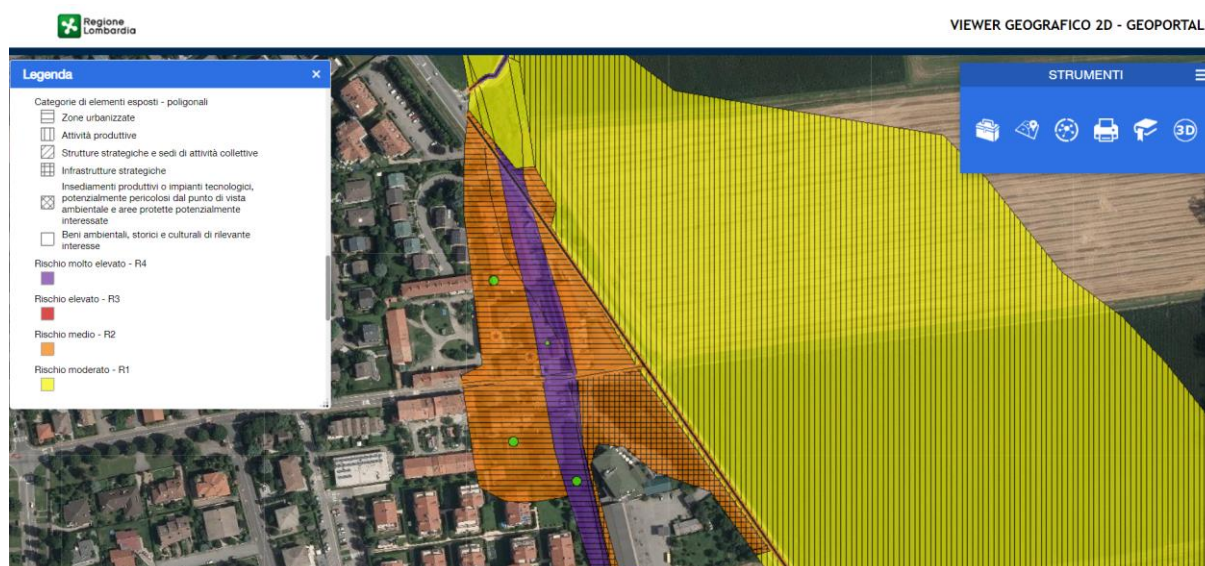 Regione
Lombardia
VIEWER GEOGRAFICO 2D - GEOPORTAL
Legenda
×
Categorie di elementi esposti - poligonali
Zone urbanizzate
Attività produttive
Strutture strategiche e sedi di attività collettive
Infrastrutture strategiche
Insediamenti produttivi o impianti tecnologici,
potenzialmente pericolosi dal punto di vista
ambientale e aree protette potenzialmente
interessate
Beni ambientali, storici e culturali di rilevante
interesse
Rischio molto elevato - R4
Rischio elevato - R3
Rischio medio - R2
Rischio moderato - R1
STRUMENTI
3D